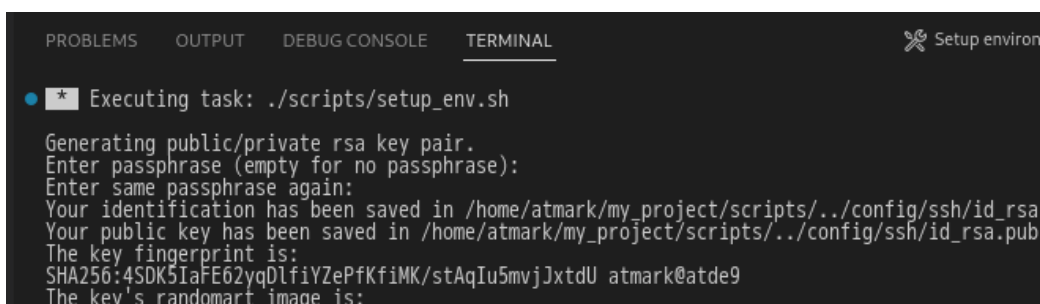 PROBLEMS OUTPUT DEBUG CONSOLE TERMINAL Setup environ
* Executing task: ./scripts/setup_env.sh
Generating public/private rsa key pair.
Enter passphrase (empty for no passphrase):
Enter same passphrase again:
Your identification has been saved in /home/atmark/my_project/scripts/../config/ssh/id_rsa
Your public key has been saved in /home/atmark/my_project/scripts/../config/ssh/id_rsa.pub
The key fingerprint is:
SHA256:4SDK5IaFE62yqDlfiYZePfKfiMK/stAqIu5mvjJxtdU atmark@atde9
The key's randomart image is: